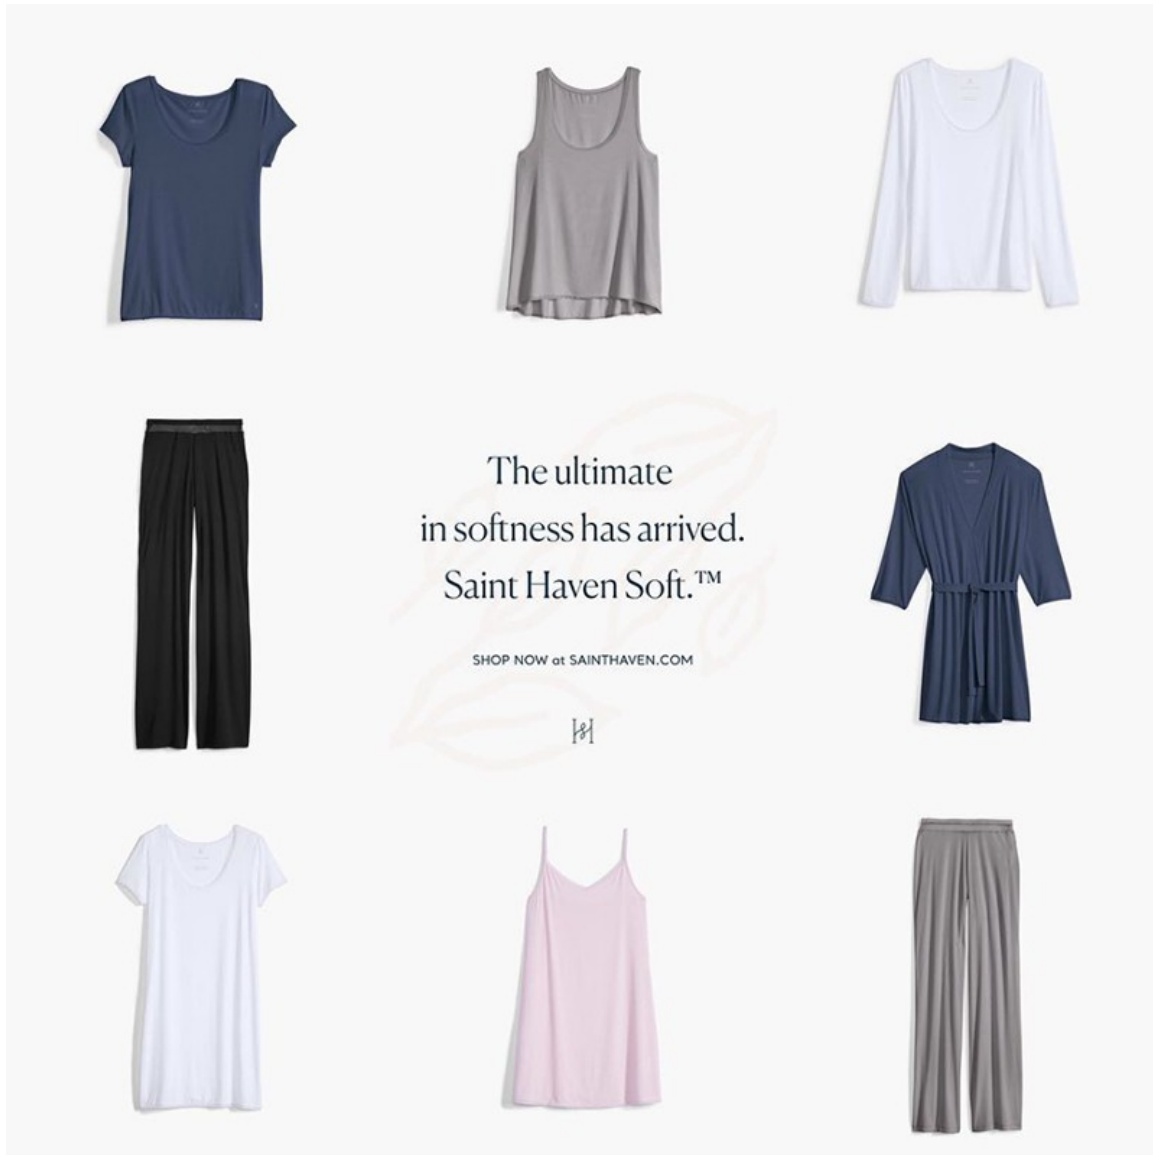 The ultimate
in softness has arrived.
Saint Haven Soft.™
SHOP NOW at SAINTHAVEN.COM